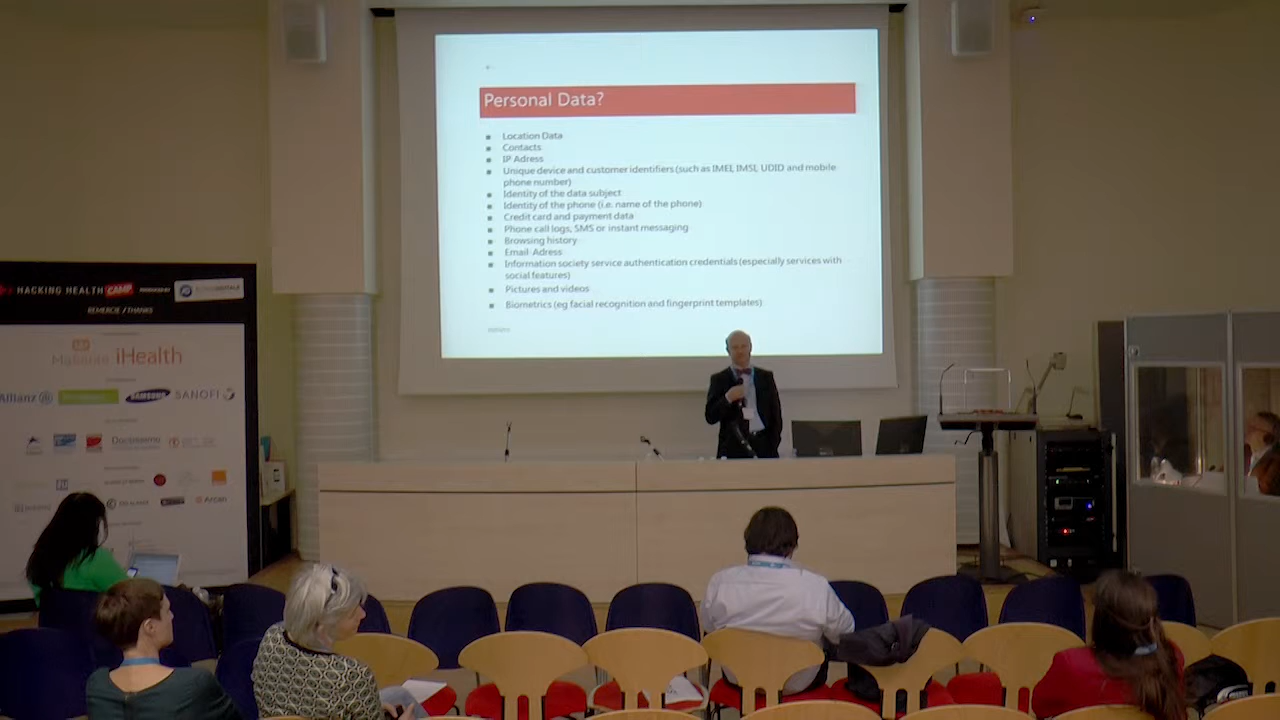 Personal Data?
Location Data
Contacts
IP Adress
Unique device and customer identifiers (such as IMEI, IMSI, UDID and mobile
phone number)
Identity of the data subject
Identity of the phone (i.e. name of the phone)
Credit card and payment data
Phone call logs, SMS or instant messaging
Browsing history
Email Adress
Information society service authentication credentials (especially services with
social features)
Pictures and videos
Biometrics (eg facial recognition and fingerprint templates)
HACKING HEALTH CAMP
REMERCIE / THANKS
iHealth
Allianz
SAMSUNG
SANOFI